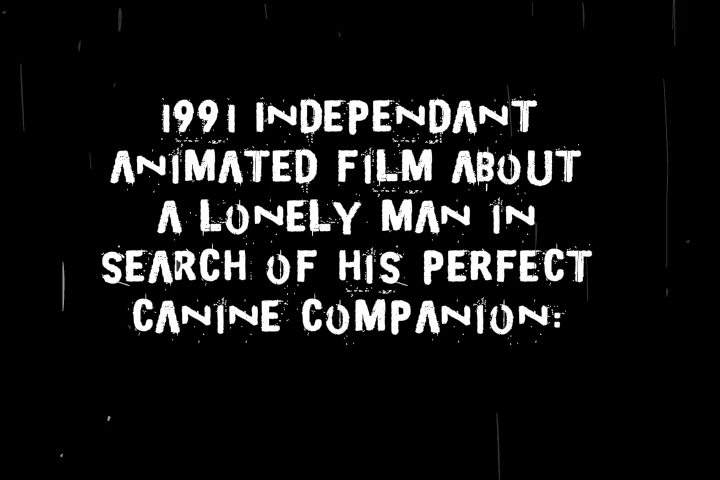 1991 INDEPENDANT
ANIMATED FILM ABOUT
A LONELY MAN IN
SEARCH OF HIS PERFECT
CANINE COMPANION: